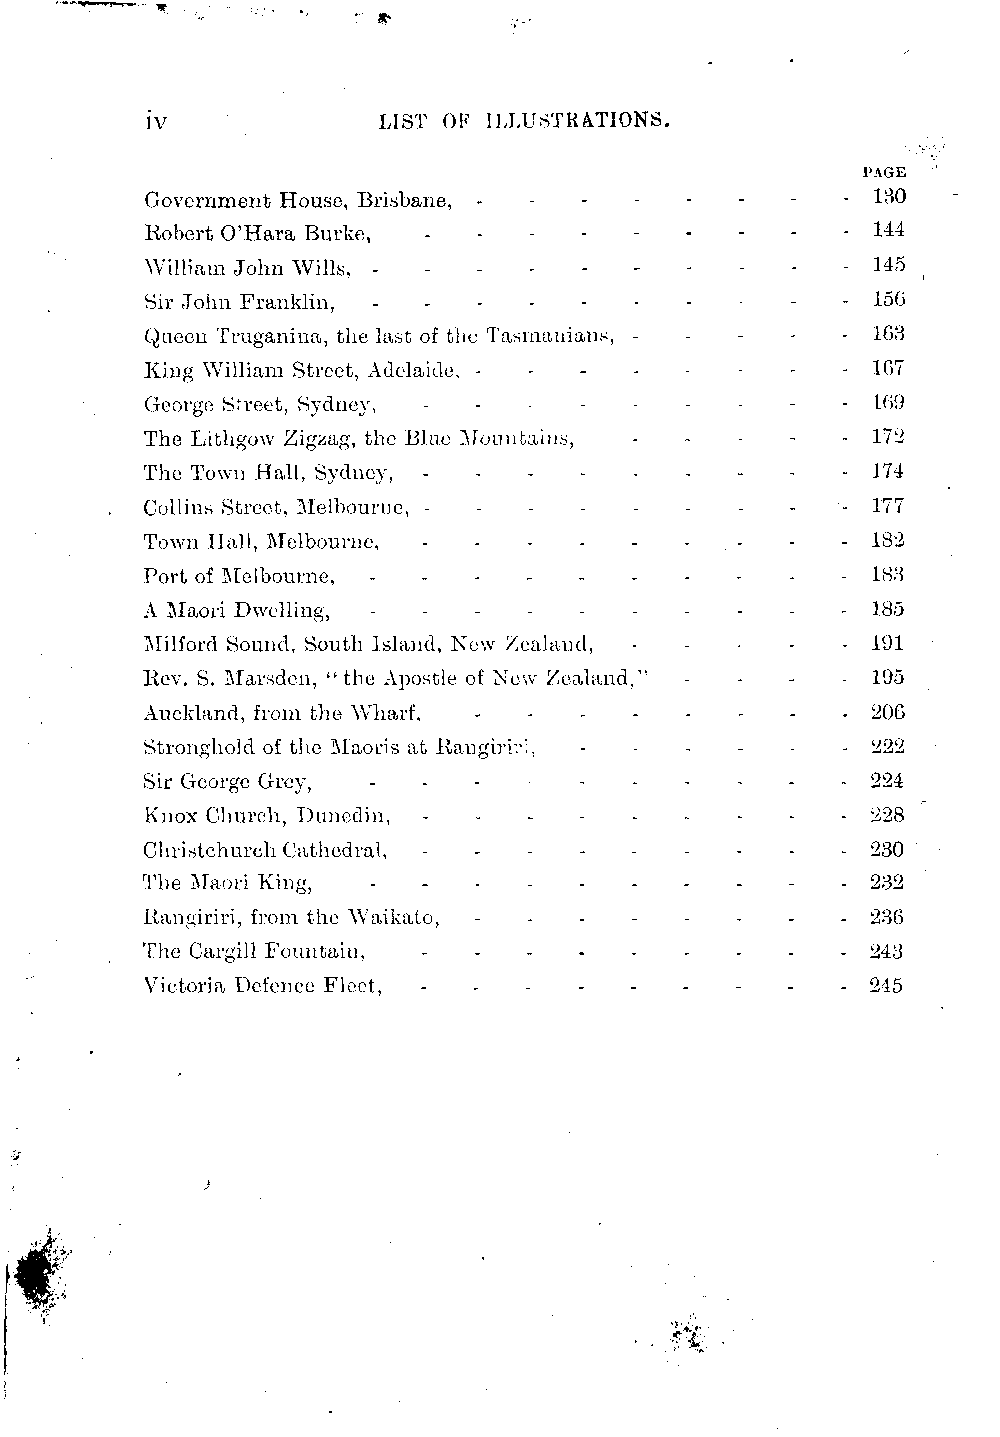 iv LIST OF ILLUSTRATIONS.
PAGE
Government House, Brisbane, - - - - - - - - 130
Robert O'Hara Burke, - - - - - - - - - 144
William John Wills, - - - - - - - - - - 145
Sir John Franklin, - - - - - - - - - - 156
Queen Truganina, the last of the Tasmanians, - - - - - 163
King William Street, Adelaide, - - - - - - - - 167
George Street, Sydney, - - - - - - - - - 169
The Lithgow Zigzag, the Blue Mountains, - - - - - 172
The Town Hall, Sydney, - - - - - - - - - 174
Collins Street, Melbourne, - - - - - - - - - 177
Town Hall, Melbourne, - - - - - - - - - 182
Port of Melbourne, - - - - - - - - - - 183
A Maori Dwelling, - - - - - - - - - - 185
Milford Sound, South Island, New Zealand, - - - - - 191
Rev. S. Marsden, "the Apostle of New Zealand," - - - - 195
Auckland, from the Wharf, - - - - - - - - 206
Stronghold of the Maoris at Rangiriri, - - - - - - 222
Sir George Grey, - - - - - - - - - - 224
Knox Church, Dunedin, - - - - - - - - - 228
Christchurch Cathedral, - - - - - - - - - 230
The Maori King, - - - - - - - - - - 232
Rangiriri, from the Waikato, - - - - - - - - 236
The Cargill Fountain, - - - - - - - - - 243
Victoria Defence Fleet, - - - - - - - - - 245